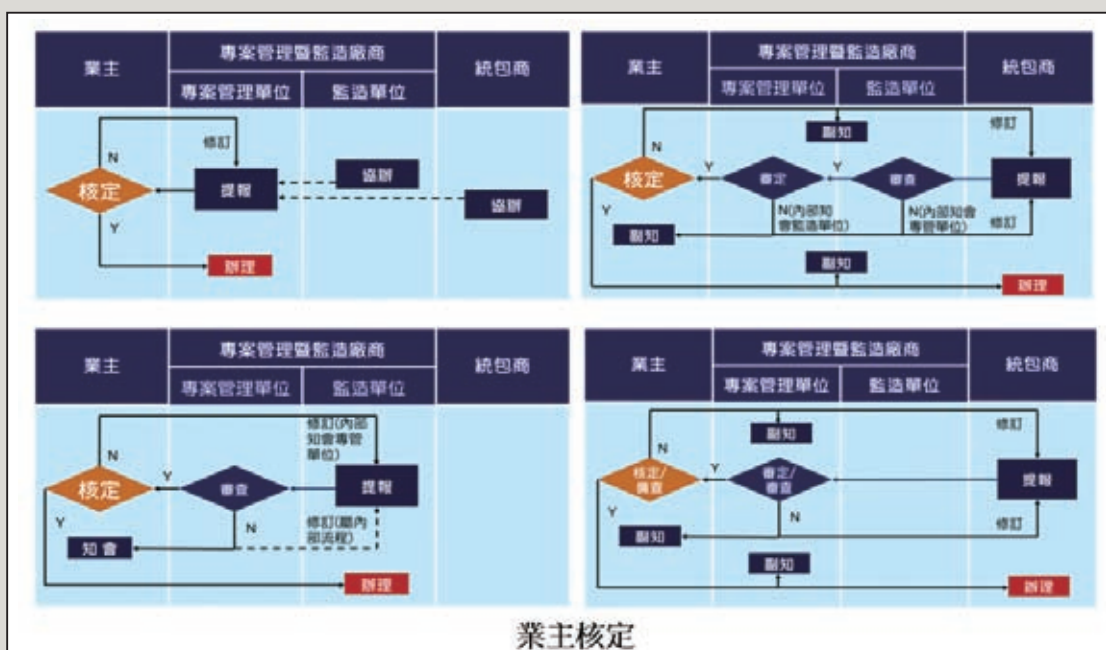 業主
專案管理暨監造廠商
統包商
專案管理單位
監造單位
修訂
N
核定
提報
協辦
協辦
Y
辦理
業主
專案管理暨監造廠商
統包商
專案管理單位
監造單位
副知
修訂
N
核定
Y
審定
Y
審查
提報
Y
N(內部知
會監造單位)
N(內部知會
專管單位)
修訂
副知
副知
辦理
業主
專案管理暨監造廠商
統包商
專案管理單位
監造單位
修訂(內部
知會專管
單位)
N
核定
Y
審查
提報
Y
N
修訂(屬內
部流程)
知會
辦理
業主
專案管理暨監造廠商
統包商
專案管理單位
監造單位
副知
修訂
N
核定/
備查
Y
審定/
審查
提報
Y
N
修訂
副知
副知
辦理
業主核定